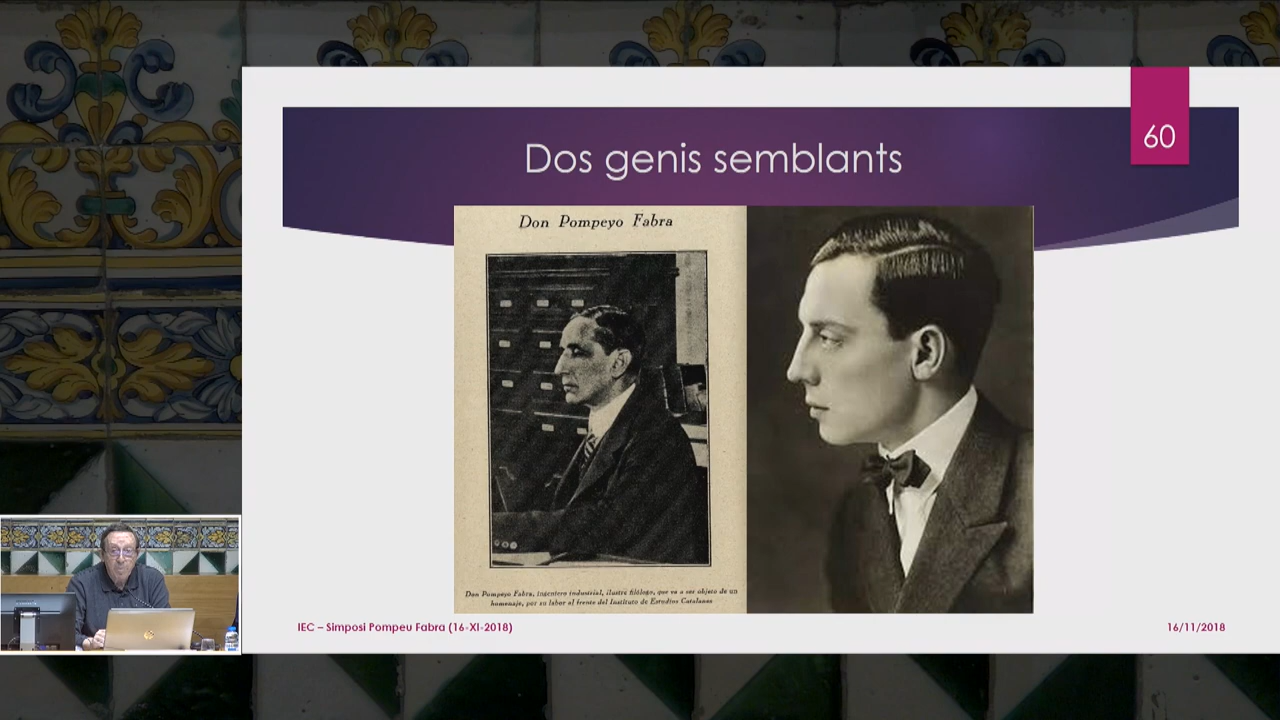 60
Dos genis semblants
Don Pompeyo Fabra
Don Pompeyo Fabra, ingeniero industrial, ilustre filólogo, que va a ser objeto de un
homenaje, por su labor al frente del Instituto de Estudios Catalanes
IEC – Simposi Pompeu Fabra (16-XI-2018)
16/11/2018